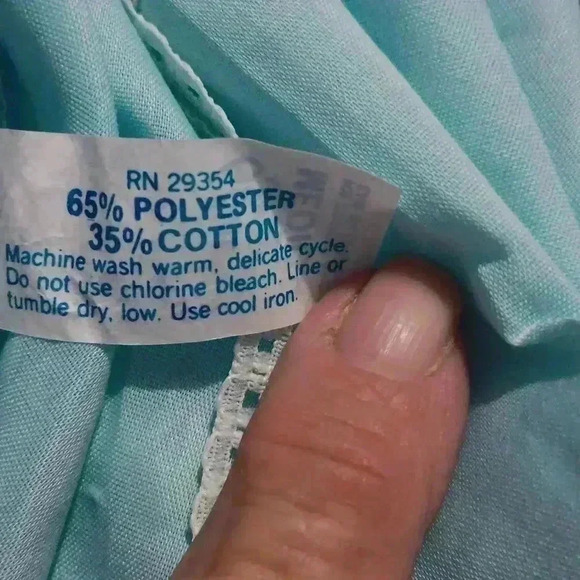 RN 29354
65% POLYESTER
35% COTTON
Machine wash warm, delicate cycle.
Do not use chlorine bleach. Line or
tumble dry, low. Use cool iron.